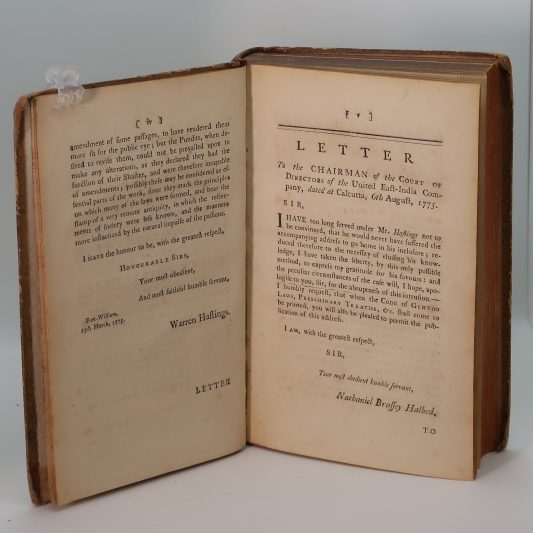 [ iv ]
amendment of some passages, to have rendered them
more fit for the public eye; but the Pundits, when de-
sired to revise them, could not be prevailed upon to
make any alterations, as they declared they had the
sanction of their Shaster, and were therefore incapable
of amendments; possibly these may be considered as es-
sential parts of the work, since they mark the principles
on which many of the laws were formed, and bear the
stamp of a very remote antiquity, in which the refine-
ments of society were less known, and the manners
more influenced by the natural impulse of the passions.
I have the honour to be, with the greatest respect,
HONOURABLE SIRS,
Your most obedient,
And most faithful humble servant,
Fort William,
27th March, 1775.
Warren Hastings.
LETTER
[ v ]
LETTER
To the CHAIRMAN of the COURT OF
DIRECTORS of the United East-India Com-
pany, dated at Calcutta, 6th August, 1775.
SIR,
I HAVE too long served under Mr. Hastings not to
be convinced, that he would never have suffered the
accompanying address to go home in his inclosure; re-
duced therefore to the necessity of eluding his know-
ledge, I have taken the liberty, by this only possible
method, to express my gratitude for his favours: and
the peculiar circumstances of the case will, I hope, apo-
logise to you, Sir, for the abruptness of this intrusion.—
I humbly request, that when the CODE OF GENTOO
LAWS, PRELIMINARY TREATISE, &c. shall come to
be printed, you will also be pleased to permit the pub-
lication of this address.
I AM, with the greatest respect,
SIR,
Your most obedient humble servant,
Nathaniel Brassey Halhed.
TO